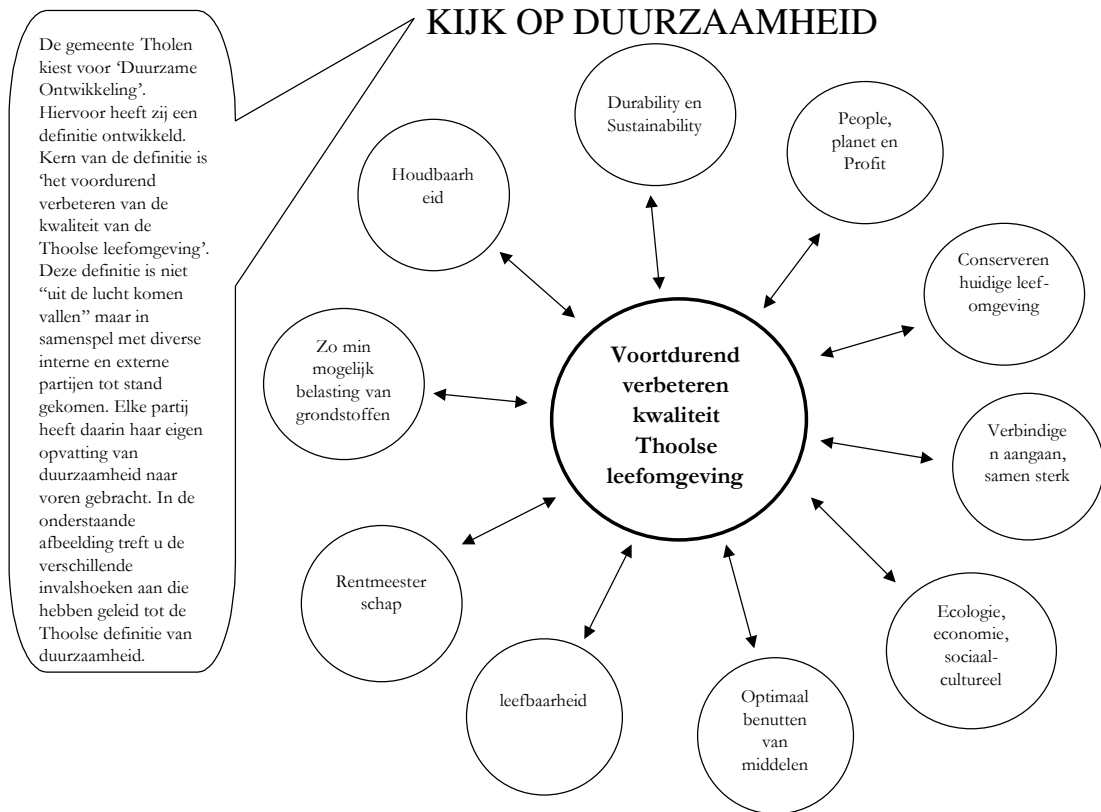 KIJK OP DUURZAAMHEID
De gemeente Tholen
kiest voor ‘Duurzame
Ontwikkeling’.
Hiervoor heeft zij een
definitie ontwikkeld.
Kern van de definitie is
‘het voordurend
verbeteren van de
kwaliteit van de
Thoolse leefomgeving’.
Deze definitie is niet
“uit de lucht komen
vallen” maar in
samenspel met diverse
interne en externe
partijen tot stand
gekomen. Elke partij
heeft daarin haar eigen
opvatting van
duurzaamheid naar
voren gebracht. In de
onderstaande
afbeelding treft u de
verschillende
invalshoeken aan die
hebben geleid tot de
Thoolse definitie van
duurzaamheid.
Durability en
Sustainability
People,
planet en
Profit
Conserveren
huidige leef-
omgeving
Verbindige
n aangaan,
samen sterk
Ecologie,
economie,
sociaal-
cultureel
Optimaal
benutten
van
middelen
leefbaarheid
Rentmeester
schap
Zo min
mogelijk
belasting van
grondstoffen
Houdbaarh
eid
Voortdurend
verbeteren
kwaliteit
Thoolse
leefomgeving